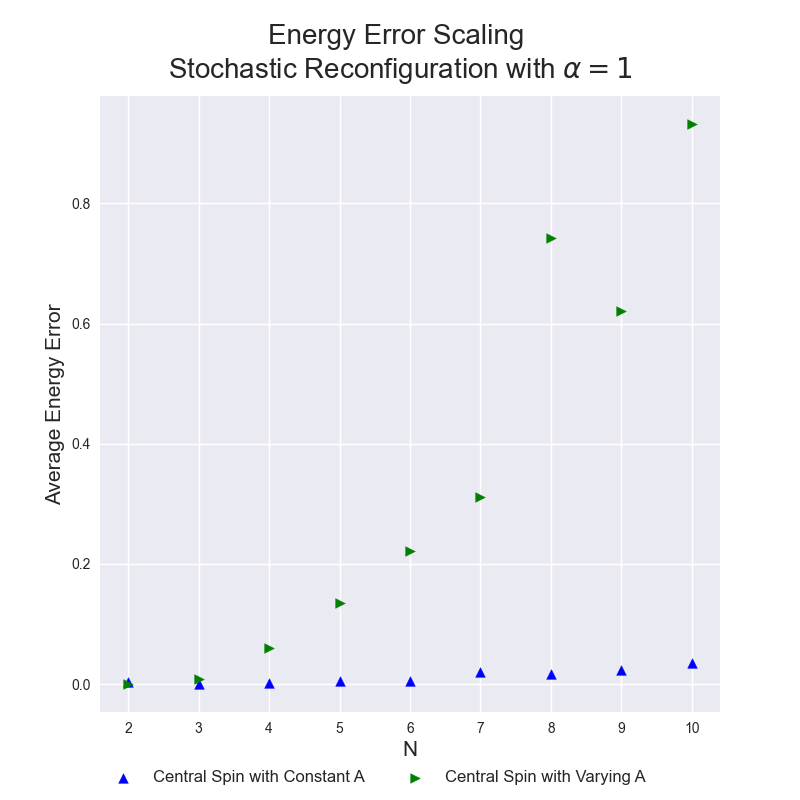 Energy Error Scaling
Stochastic Reconfiguration with α = 1
Average Energy Error
0.8
0.6
0.4
0.2
0.0
2 3 4 5 6 7 8 9 10
N
Central Spin with Constant A Central Spin with Varying A